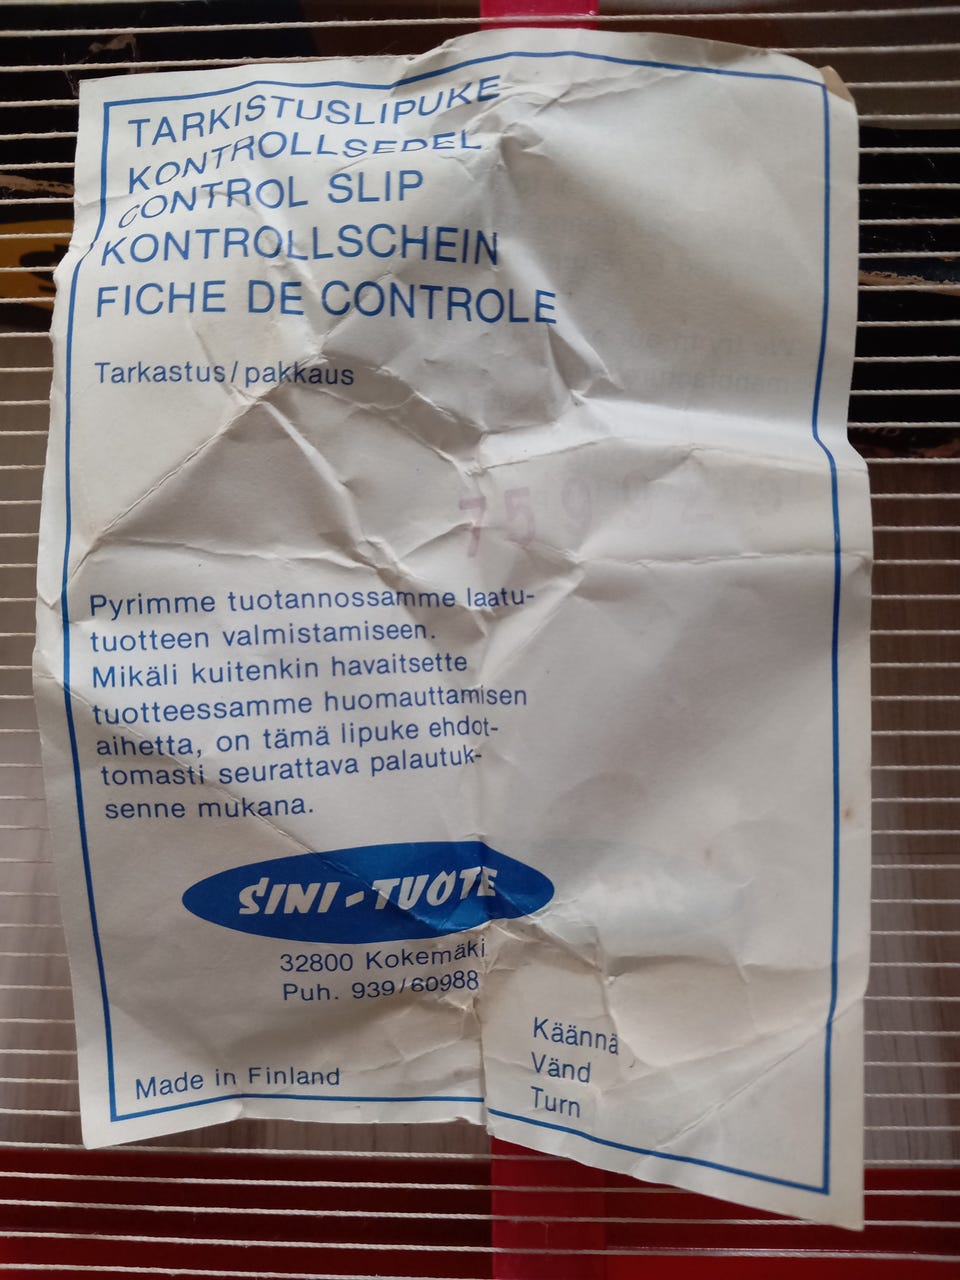 TARKISTUSLIPUKE
KONTROLLSEDEL
CONTROL SLIP
KONTROLLSCHEIN
FICHE DE CONTROLE
Tarkastus/pakkaus
Pyrimme tuotannossamme laatu-
tuotteen valmistamiseen.
Mikäli kuitenkin havaitsette
tuotteessamme huomauttamisen
aihetta, on tämä lipuke ehdot-
tomasti seurattava palautuk-
senne mukana.
SINI-TUOTE
32800 Kokemäki
Puh. 939/60988
Käännä
Vänd
Turn
Made in Finland